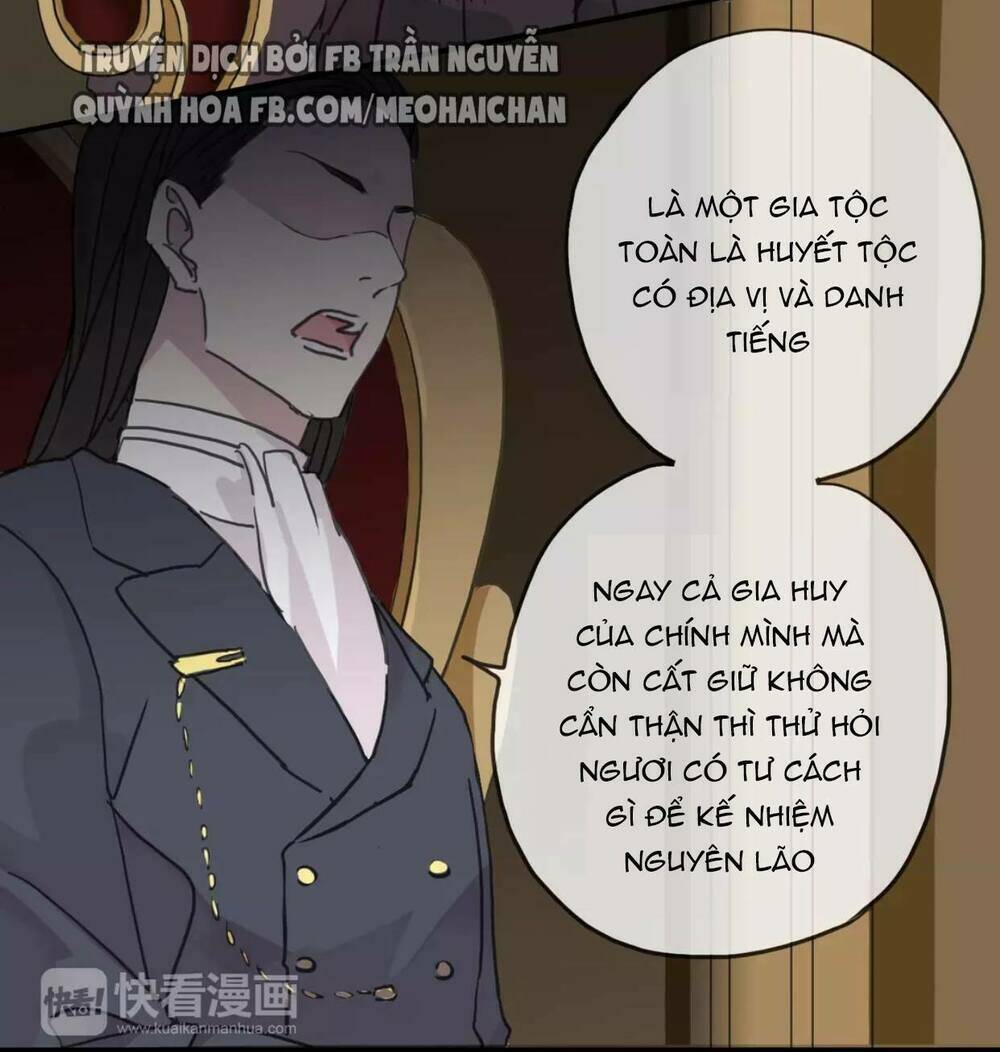 TRUYỆN DỊCH BỞI FB TRẦN NGUYỄN
QUỲNH HOA FB.COM/MEOHAICHAN
LÀ MỘT GIA TỘC
TOÀN LÀ HUYẾT TỘC
CÓ ĐỊA VỊ VÀ DANH
TIẾNG
NGAY CẢ GIA HUY
CỦA CHÍNH MÌNH MÀ
CÒN CẤT GIỮ KHÔNG
CẨN THẬN THÌ THỬ HỎI
NGƯƠI CÓ TƯ CÁCH
GÌ ĐỂ KẾ NHIỆM
NGUYÊN LÃO
快看! 快看漫画
www.kuaikanmanhua.com